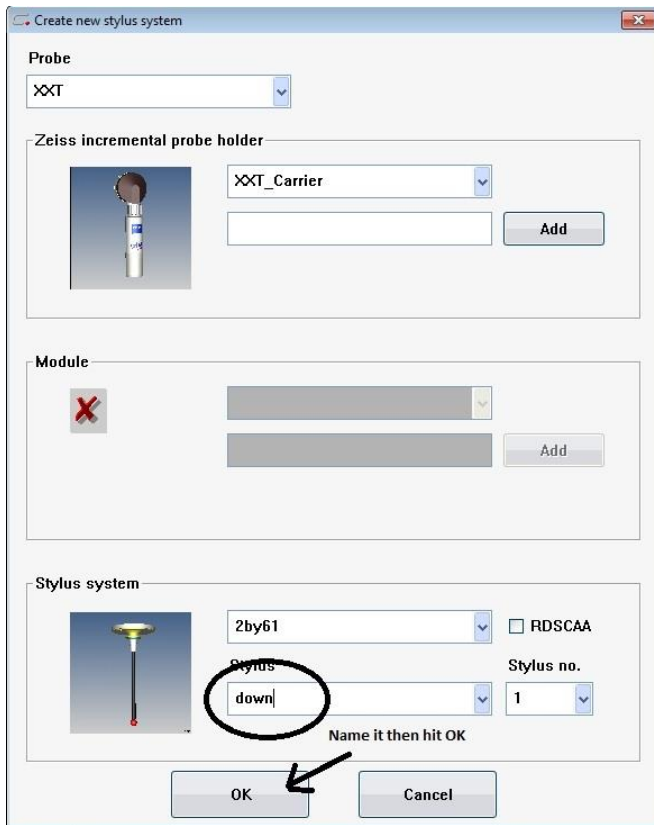 Create new stylus system
Probe
XXT
Zeiss incremental probe holder
XXT_Carrier
Add
Module
Add
Stylus system
2by61
RDSCAA
Stylus
Stylus no.
down
1
Name it then hit OK
OK
Cancel